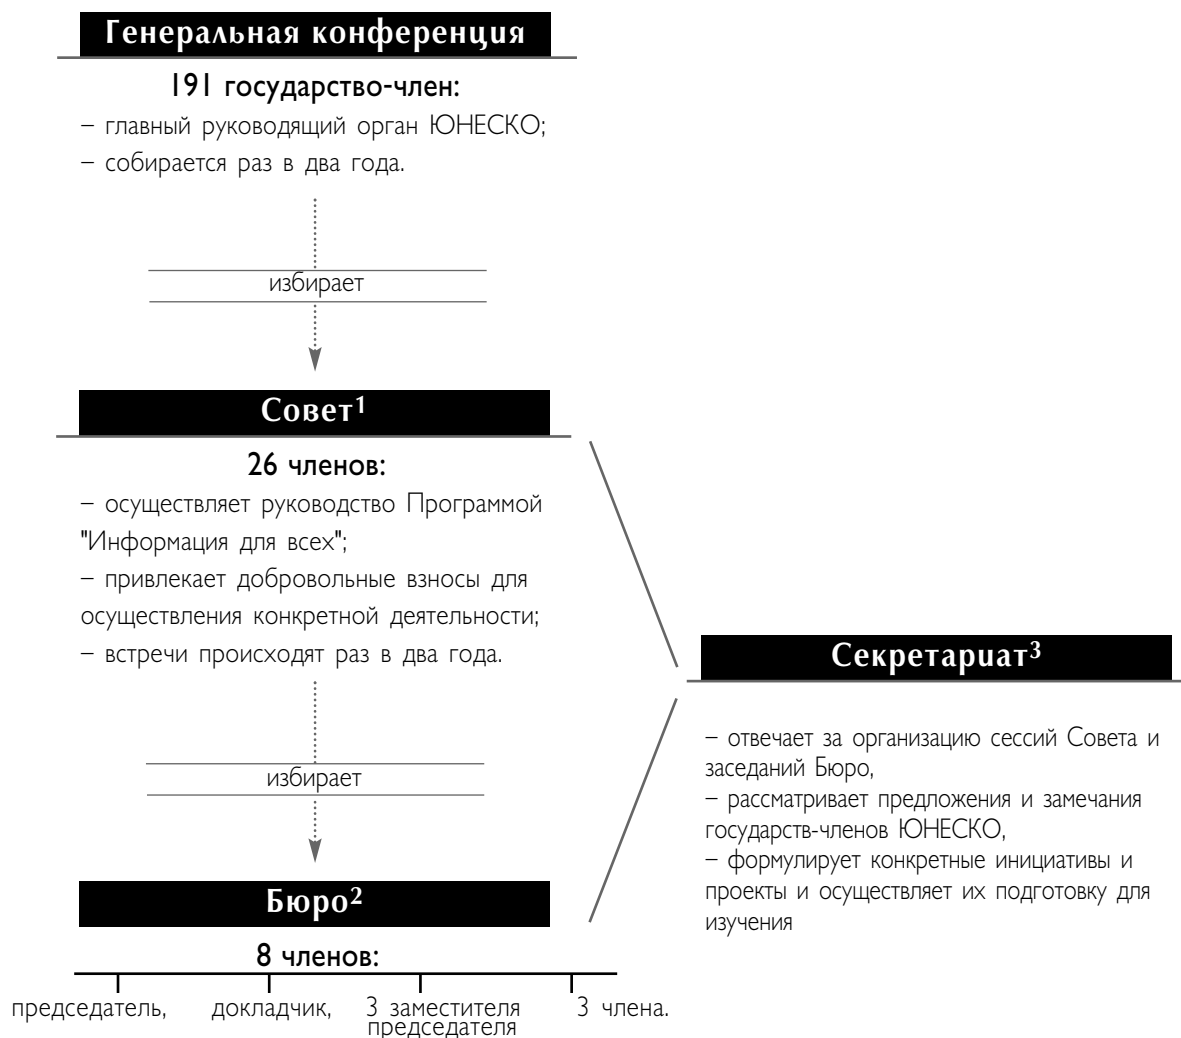 Генеральная конференция
191 государство-член:
– главный руководящий орган ЮНЕСКО;
– собирается раз в два года.
избирает
Совет1
26 членов:
– осуществляет руководство Программой
"Информация для всех";
– привлекает добровольные взносы для
осуществления конкретной деятельности;
– встречи происходят раз в два года.
избирает
Бюро2
8 членов:
председатель,
докладчик,
3 заместителя
председателя
3 члена.
Секретариат3
– отвечает за организацию сессий Совета и
заседаний Бюро,
– рассматривает предложения и замечания
государств-членов ЮНЕСКО,
– формулирует конкретные инициативы и
проекты и осуществляет их подготовку для
изучения